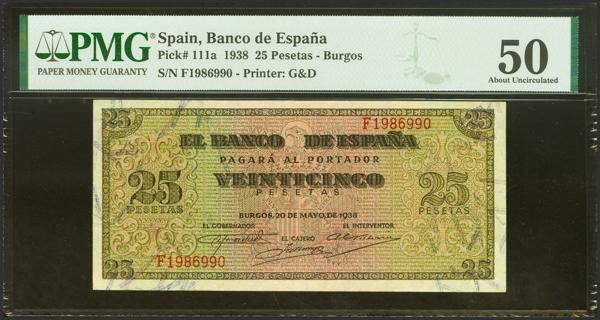 PMG
PAPER MONEY GUARANTY
Spain, Banco de España
Pick# 111a 1938 25 Pesetas - Burgos
S/N F1986990 - Printer: G&D
50
About Uncirculated
25
25
F1986990
EL BANCO DE ESPAÑA
PAGARÁ AL PORTADOR
25
PESETAS
VEINTICINCO
PESETAS
25
PESETAS
BURGOS, 20 DE MAYO, DE 1938
EL GOBERNADOR
EL INTERVENTOR
EL CAJERO
F1986990
25
25